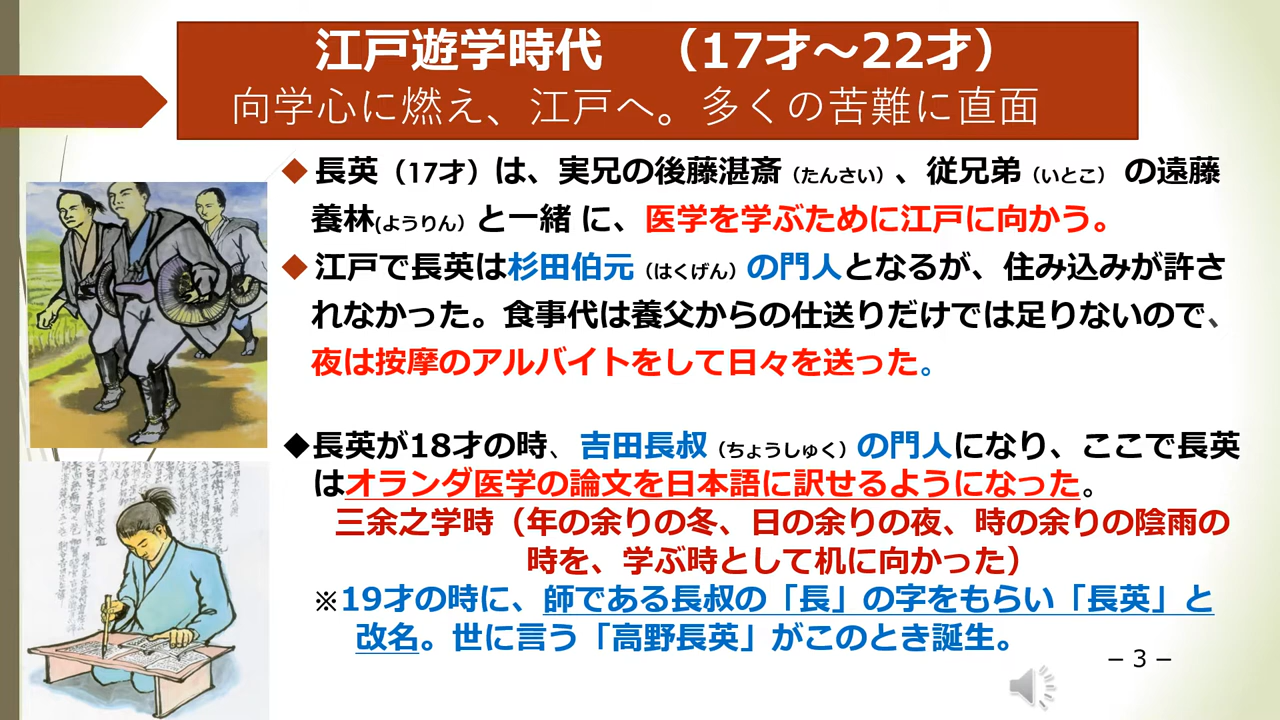 江戸遊学時代　（17才～22才）
向学心に燃え、江戸へ。多くの苦難に直面
◆長英（17才）は、実兄の後藤湛斎（たんさい）、従兄弟（いとこ） の遠藤
養林(ようりん）と一緒 に、医学を学ぶために江戸に向かう。
◆江戸で長英は杉田伯元（はくげん）の門人となるが、住み込みが許さ
れなかった。食事代は養父からの仕送りだけでは足りないので、
夜は按摩のアルバイトをして日々を送った。
◆長英が18才の時、吉田長叔（ちょうしゅく）の門人になり、ここで長英
はオランダ医学の論文を日本語に訳せるようになった。
三余之学時（年の余りの冬、日の余りの夜、時の余りの陰雨の
時を、学ぶ時として机に向かった）
※19才の時に、師である長叔の「長」の字をもらい「長英」と
改名。世に言う「高野長英」がこのとき誕生。
－３－